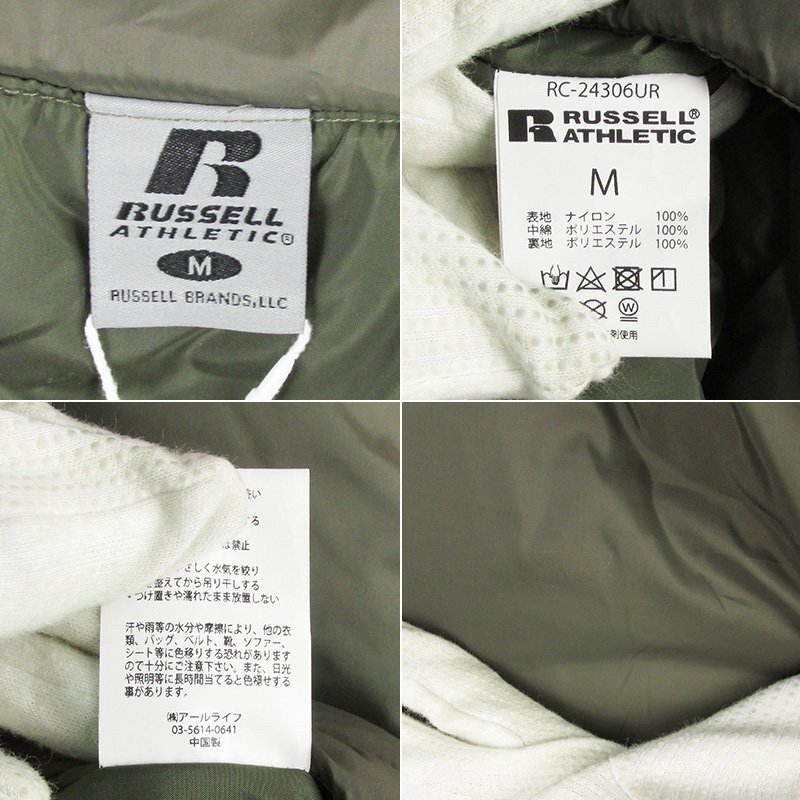 RUSSELL
ATHLETIC®
M
RUSSELL BRANDS, LLC
RC-24306UR
RUSSELL®
ATHLETIC
M
表地 ナイロン 100%
中綿 ポリエステル 100%
裏地 ポリエステル 100%
W
剤使用
する
は禁止
さしく水気を絞り
を整えてから吊り干しする
つけ置きや濡れたまま放置しない
汗や雨等の水分や摩擦により、他の衣
類、バッグ、ベルト、靴、ソファー、
シート等に色移りする恐れがあります
ので十分にご注意下さい。また、日光
や照明等に長時間当てると色褪せする
事があります。
㈱アールライフ
03-5614-0641
中国製